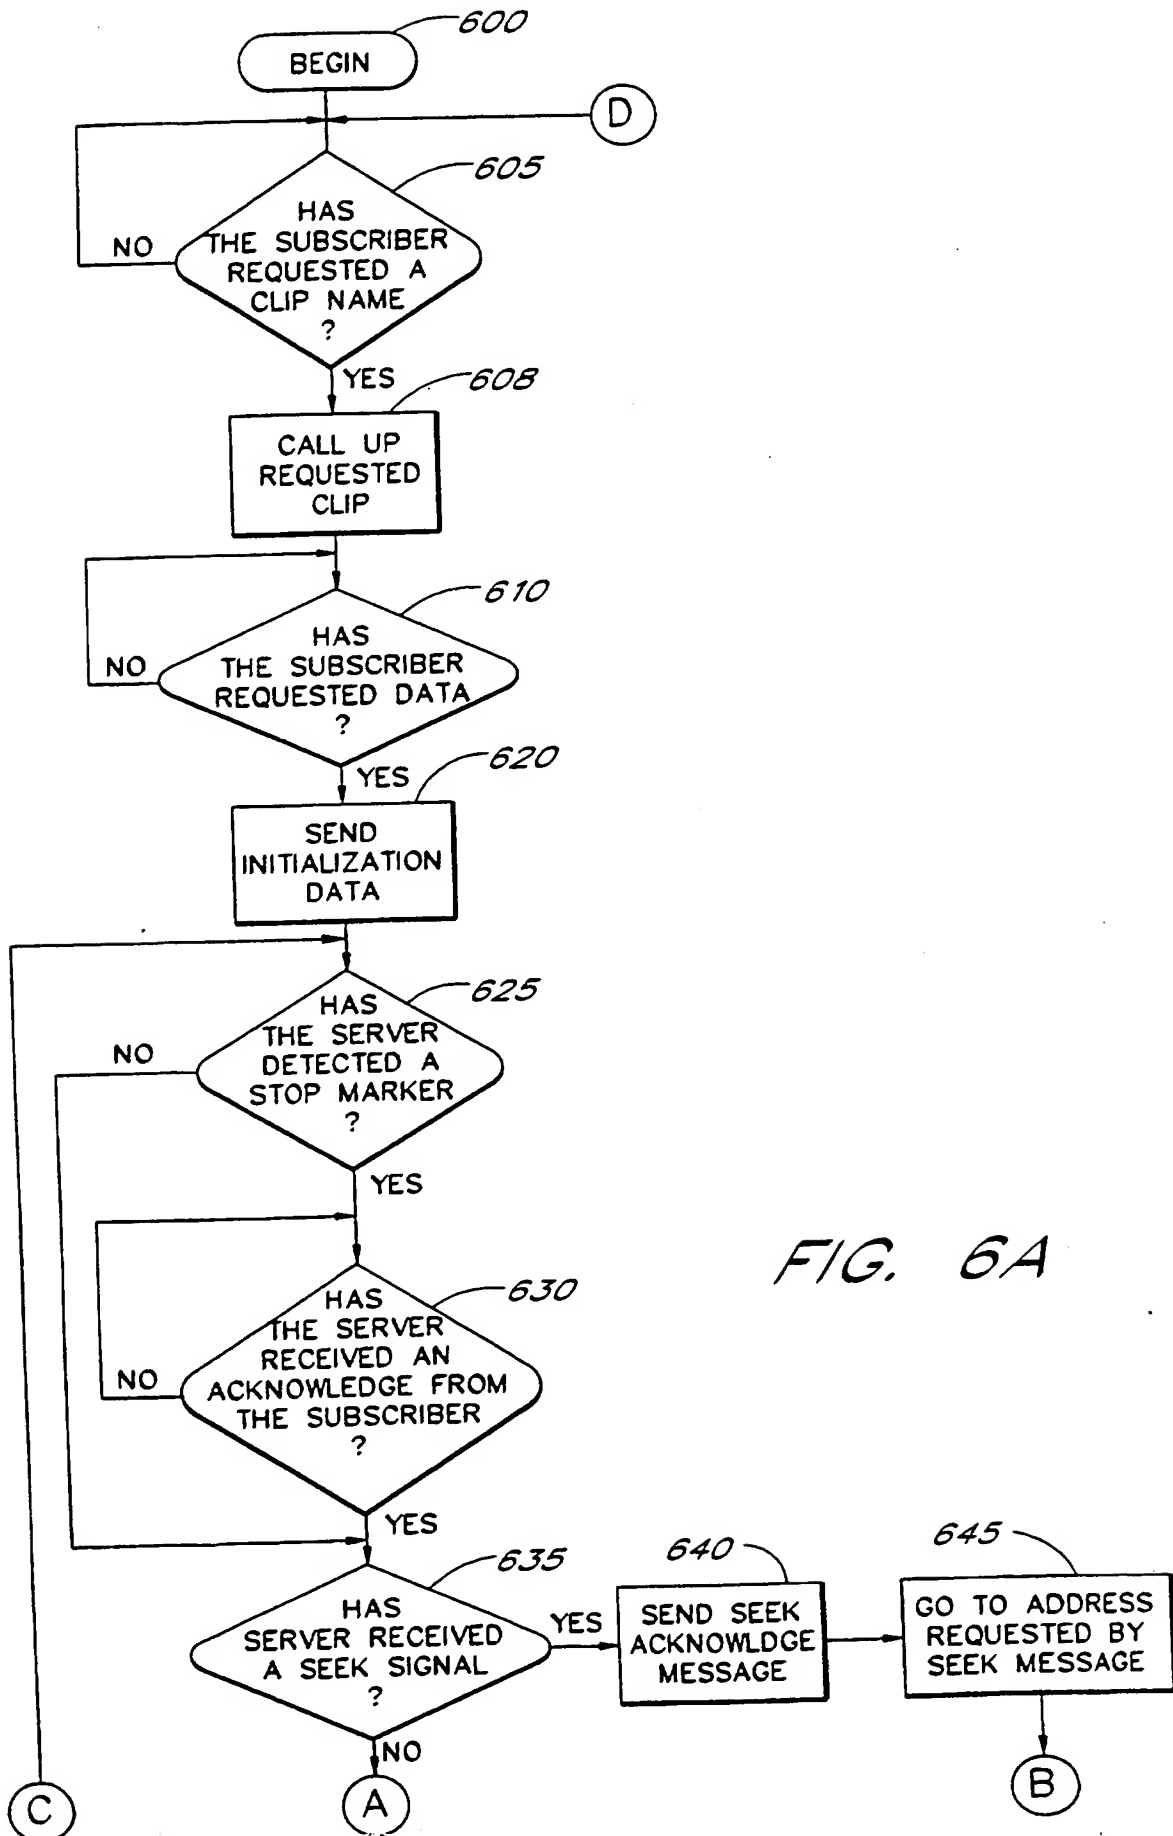 600
BEGIN
D
605
HAS
THE SUBSCRIBER
REQUESTED A
CLIP NAME
?
NO
YES
608
CALL UP
REQUESTED
CLIP
610
HAS
THE SUBSCRIBER
REQUESTED DATA
?
NO
YES
620
SEND
INITIALIZATION
DATA
625
HAS
THE SERVER
DETECTED A
STOP MARKER
?
NO
YES
FIG. 6A
630
HAS
THE SERVER
RECEIVED AN
ACKNOWLEDGE FROM
THE SUBSCRIBER
?
NO
YES
635
HAS
SERVER RECEIVED
A SEEK SIGNAL
?
YES
640
SEND SEEK
ACKNOWLDGE
MESSAGE
645
GO TO ADDRESS
REQUESTED BY
SEEK MESSAGE
NO
C
A
B